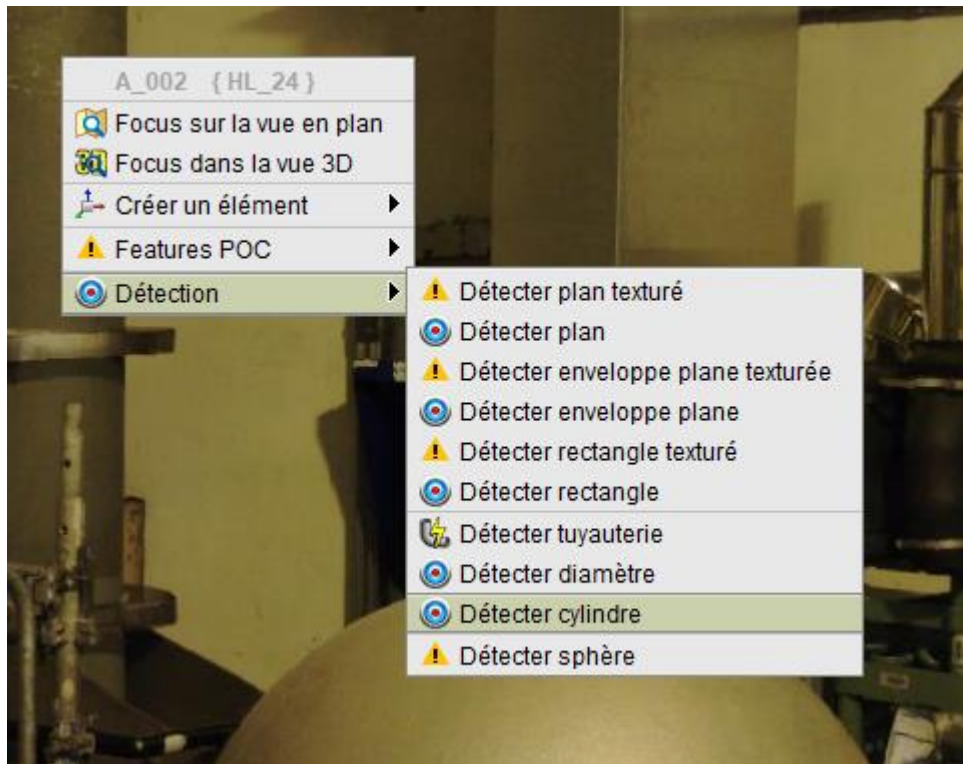 A_002 {HL_24}
Focus sur la vue en plan
Focus dans la vue 3D
Créer un élément
Features POC
Détection
Détecter plan texturé
Détecter plan
Détecter enveloppe plane texturée
Détecter enveloppe plane
Détecter rectangle texturé
Détecter rectangle
Détecter tuyauterie
Détecter diamètre
Détecter cylindre
Détecter sphère